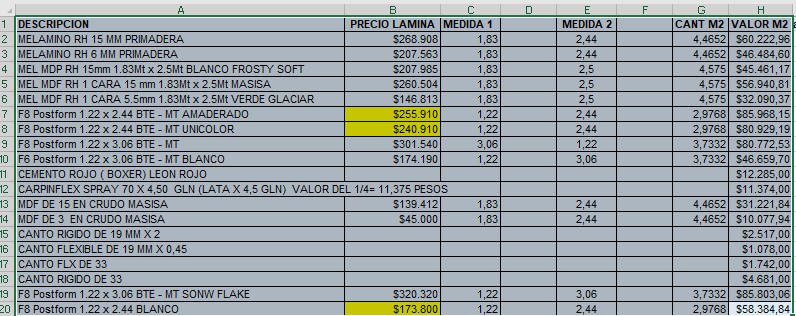 A B C D E F G H
1 DESCRIPCION PRECIO LAMINA MEDIDA 1 MEDIDA 2 CANT M2 VALOR M2
2 MELAMINO RH 15 MM PRIMADERA $268.908 1,83 2,44 4,4652 $60.222,96
3 MELAMINO RH 6 MM PRIMADERA $207.563 1,83 2,44 4,4652 $46.484,60
4 MEL MDP RH 15mm 1.83Mt x 2.5Mt BLANCO FROSTY SOFT $207.985 1,83 2,5 4,575 $45.461,17
5 MEL MDF RH 1 CARA 15 mm 1.83Mt x 2.5Mt MASISA $260.504 1,83 2,5 4,575 $56.940,81
6 MEL MDF RH 1 CARA 5.5mm 1.83Mt x 2.5Mt VERDE GLACIAR $146.813 1,83 2,5 4,575 $32.090,37
7 F8 Postform 1.22 x 2.44 BTE - MT AMADERADO $255.910 1,22 2,44 2,9768 $85.968,15
8 F8 Postform 1.22 x 2.44 BTE - MT UNICOLOR $240.910 1,22 2,44 2,9768 $80.929,19
9 F8 Postform 1.22 x 3.06 BTE - MT $301.540 3,06 1,22 3,7332 $80.772,53
10 F6 Postform 1.22 x 3.06 BTE - MT BLANCO $174.190 1,22 3,06 3,7332 $46.659,70
11 CEMENTO ROJO ( BOXER) LEON ROJO $12.285,00
12 CARPINFLEX SPRAY 70 X 4,50 GLN (LATA X 4,5 GLN) VALOR DEL 1/4= 11,375 PESOS $11.374,00
13 MDF DE 15 EN CRUDO MASISA $139.412 1,83 2,44 4,4652 $31.221,84
14 MDF DE 3 EN CRUDO MASISA $45.000 1,83 2,44 4,4652 $10.077,94
15 CANTO RIGIDO DE 19 MM X 2 $2.517,00
16 CANTO FLEXIBLE DE 19 MM X 0,45 $1.078,00
17 CANTO FLX DE 33 $1.742,00
18 CANTO RIGIDO DE 33 $4.681,00
19 F8 Postform 1.22 x 3.06 BTE - MT SONW FLAKE $320.320 1,22 3,06 3,7332 $85.803,06
20 F8 Postform 1.22 x 2.44 BLANCO $173.800 1,22 2,44 2,9768 $58.384,84